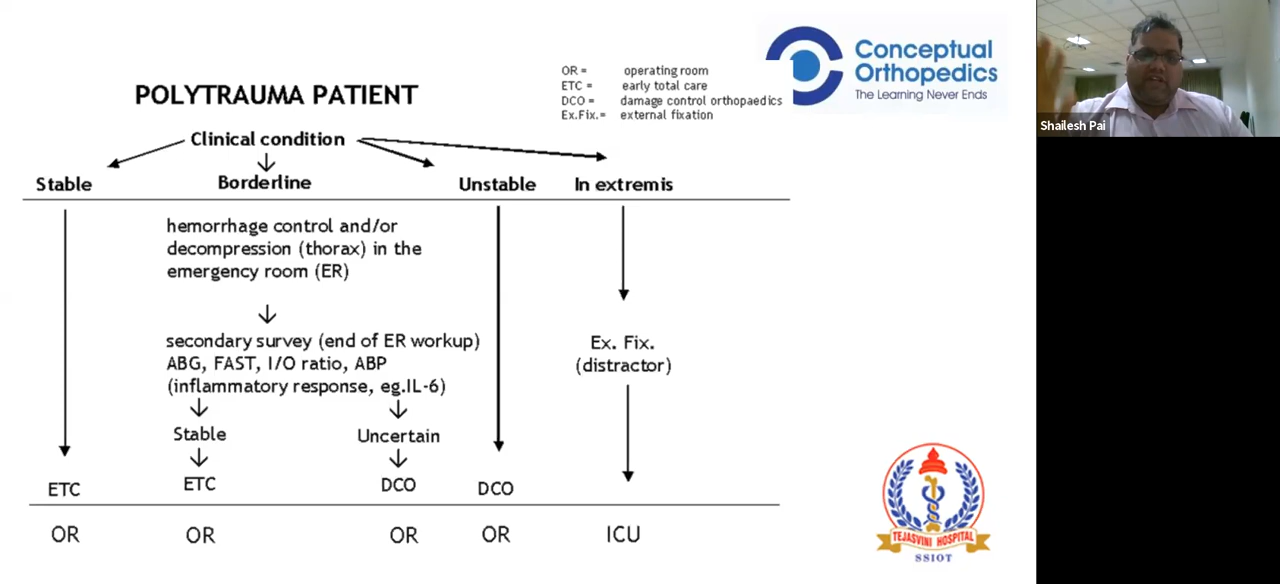 POLYTRAUMA PATIENT
OR = operating room
ETC = early total care
DCO = damage control orthopaedics
Ex.Fix.= external fixation
Conceptual
Orthopedics
The Learning Never Ends
Shailesh Pai
Clinical condition
Stable Borderline Unstable In extremis
hemorrhage control and/or
decompression (thorax) in the
emergency room (ER)
secondary survey (end of ER workup)
ABG, FAST, I/O ratio, ABP
(inflammatory response, eg.IL-6)
Ex. Fix.
(distractor)
Stable Uncertain
ETC ETC DCO DCO
OR OR OR OR ICU
TEJASVINI HOSPITAL
SSIOT